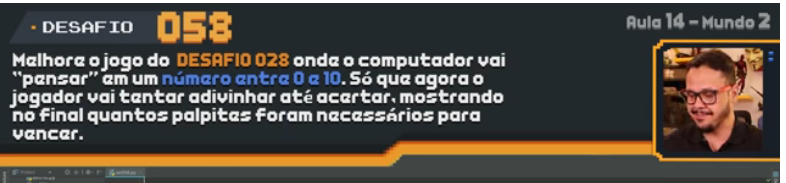 • DESAFIO 058
Aula 14 – Mundo 2
Melhore o jogo do DESAFIO 028 onde o computador vai
"pensar" em um número entre 0 e 10. Só que agora o
jogador vai tentar adivinhar até acertar, mostrando
no final quantos palpites foram necessários para
vencer.